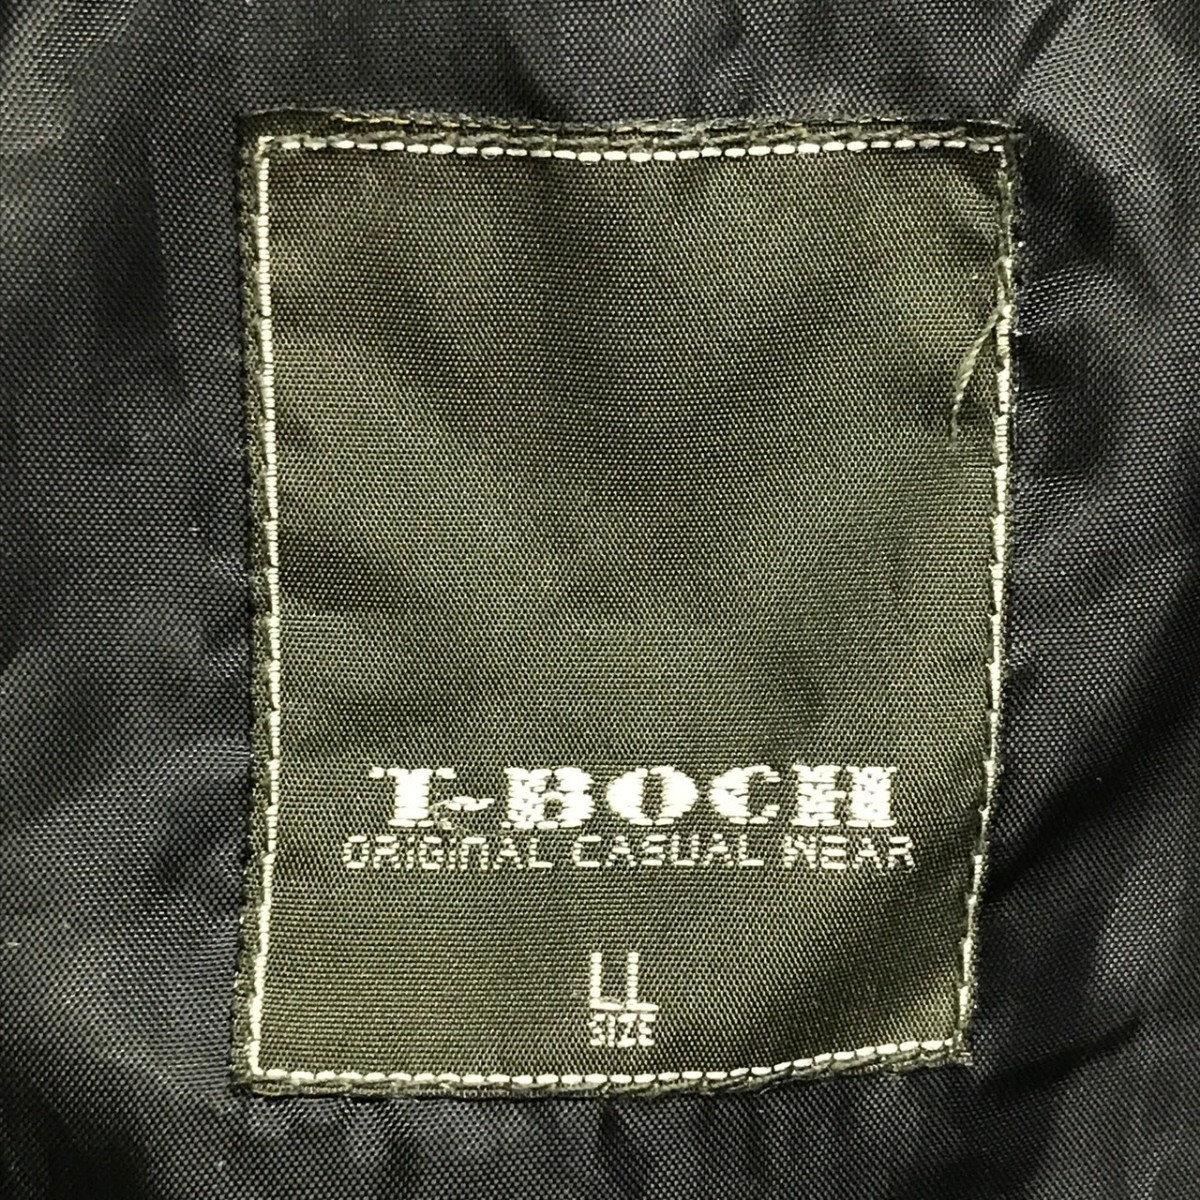 T-BOCH
ORIGINAL CASUAL WEAR
LL
SIZE